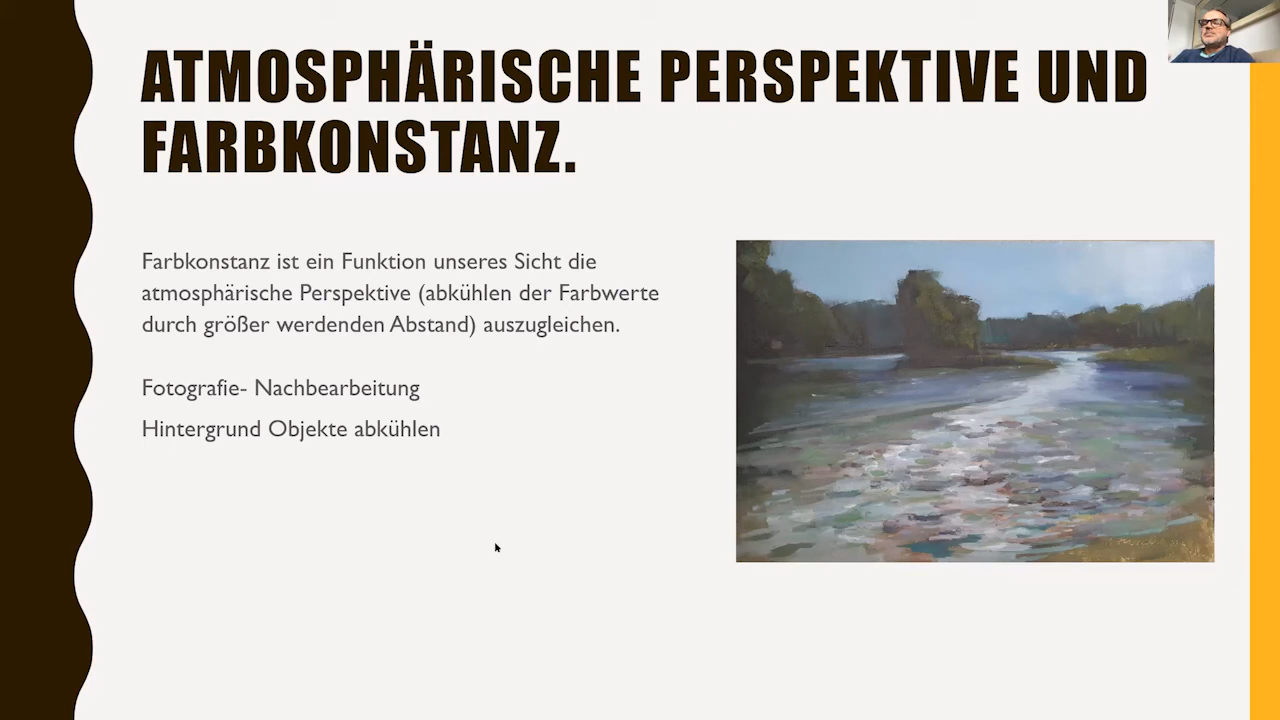 ATMOSPHÄRISCHE PERSPEKTIVE UND
FARBKONSTANZ.
Farbkonstanz ist ein Funktion unseres Sicht die
atmosphärische Perspektive (abkühlen der Farbwerte
durch größer werdenden Abstand) auszugleichen.
Fotografie- Nachbearbeitung
Hintergrund Objekte abkühlen